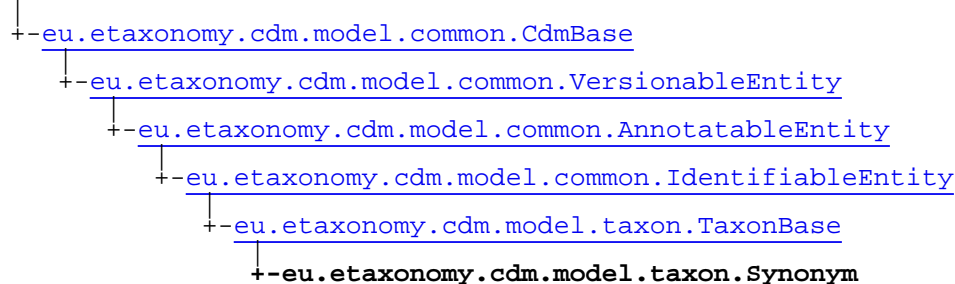 |
+-eu.etaxonomy.cdm.model.common.CdmBase
|
+-eu.etaxonomy.cdm.model.common.VersionableEntity
|
+-eu.etaxonomy.cdm.model.common.AnnotatableEntity
|
+-eu.etaxonomy.cdm.model.common.IdentifiableEntity
|
+-eu.etaxonomy.cdm.model.taxon.TaxonBase
|
+-eu.etaxonomy.cdm.model.taxon.Synonym